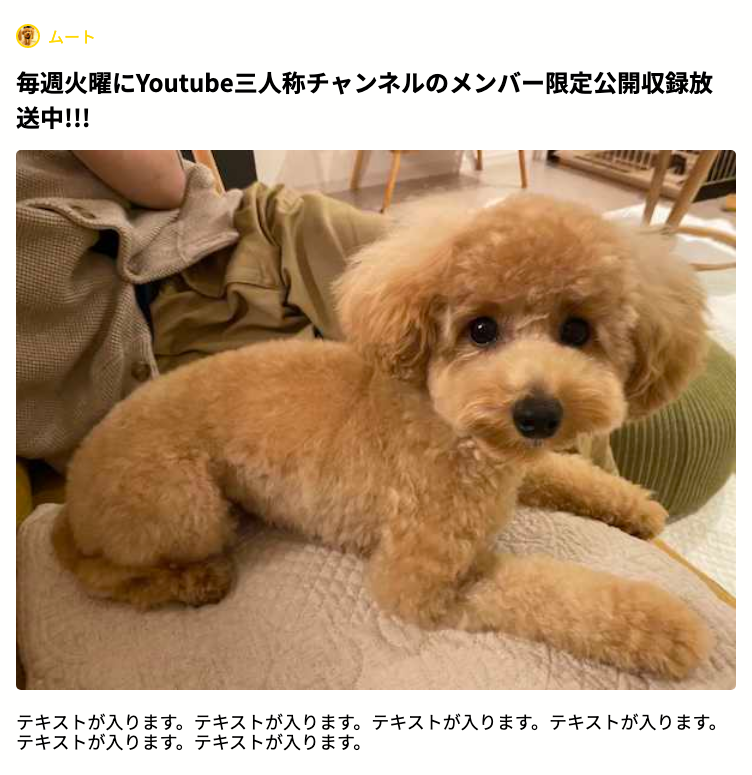 ムート
毎週火曜にYoutube三人称チャンネルのメンバー限定公開収録放
送中!!!
テキストが入ります。テキストが入ります。テキストが入ります。テキストが入ります。
テキストが入ります。テキストが入ります。